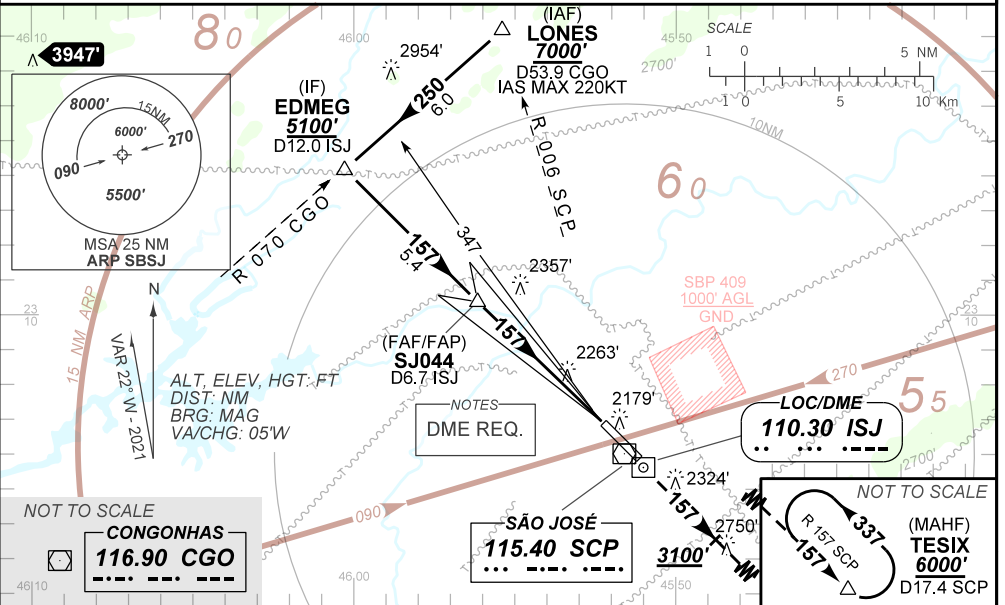 46 10
3947'
80
8000'
15NM
6000'
090
270
5500'
MSA 25 NM
ARP SBSJ
46 00
2954'
(IAF)
LONES
7000'
D53.9 CGO
IAS MAX 220KT
45 50
SCALE
1 0 5 NM
1 0 5 10 Km
2700'
10NM
(IF)
EDMEG
5100'
D12.0 ISJ
250
6.0
R 006 SCP
60
R 070 CGO
157
5.4
347
2357'
SBP 409
1000' AGL
GND
23
10
15 NM ARP
N
VAR 22° W - 2021
ALT, ELEV, HGT: FT
DIST: NM
BRG: MAG
VA/CHG: 05'W
(FAF/FAP)
SJ044
D6.7 ISJ
157
2263'
2179'
NOTES
DME REQ.
270
55
23
10
LOC/DME
110.30 ISJ
2700'
2324'
157
2750'
3100'
090
NOT TO SCALE
CONGONHAS
116.90 CGO
SÃO JOSÉ
115.40 SCP
NOT TO SCALE
R 157 SCP
337
157
(MAHF)
TESIX
6000'
D17.4 SCP
46 10
46 00
45 50